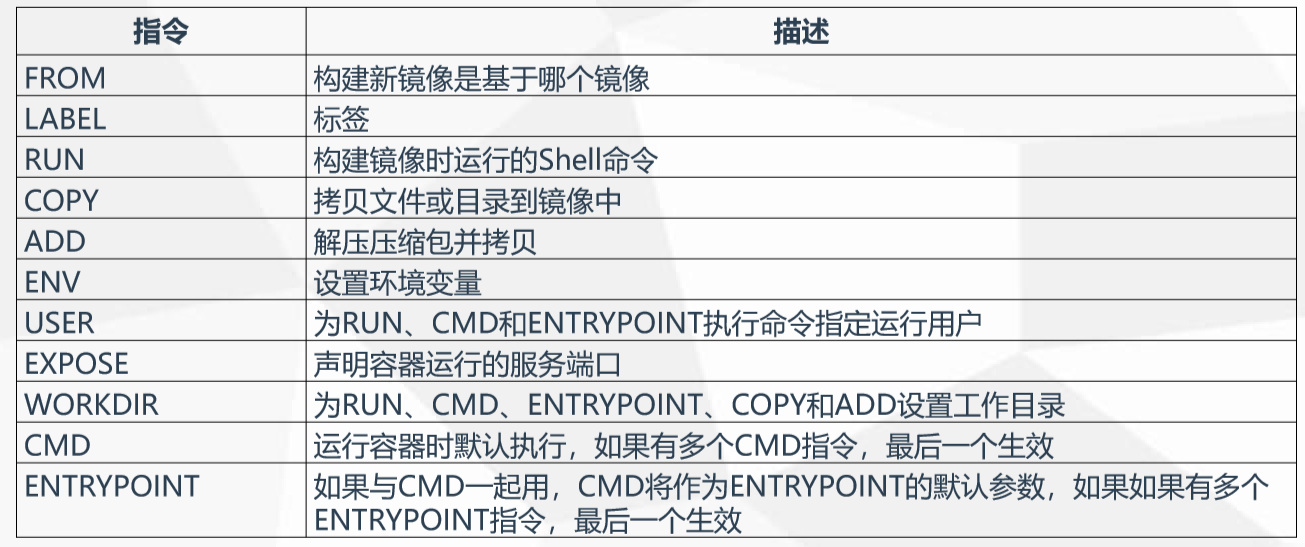 指令 描述
FROM 构建新镜像是基于哪个镜像
LABEL 标签
RUN 构建镜像时运行的Shell命令
COPY 拷贝文件或目录到镜像中
ADD 解压压缩包并拷贝
ENV 设置环境变量
USER 为RUN、CMD和ENTRYPOINT执行命令指定运行用户
EXPOSE 声明容器运行的服务端口
WORKDIR 为RUN、CMD、ENTRYPOINT、COPY和ADD设置工作目录
CMD 运行容器时默认执行，如果有多个CMD指令，最后一个生效
ENTRYPOINT 如果与CMD一起用，CMD将作为ENTRYPOINT的默认参数，如果如果有多个
ENTRYPOINT指令，最后一个生效